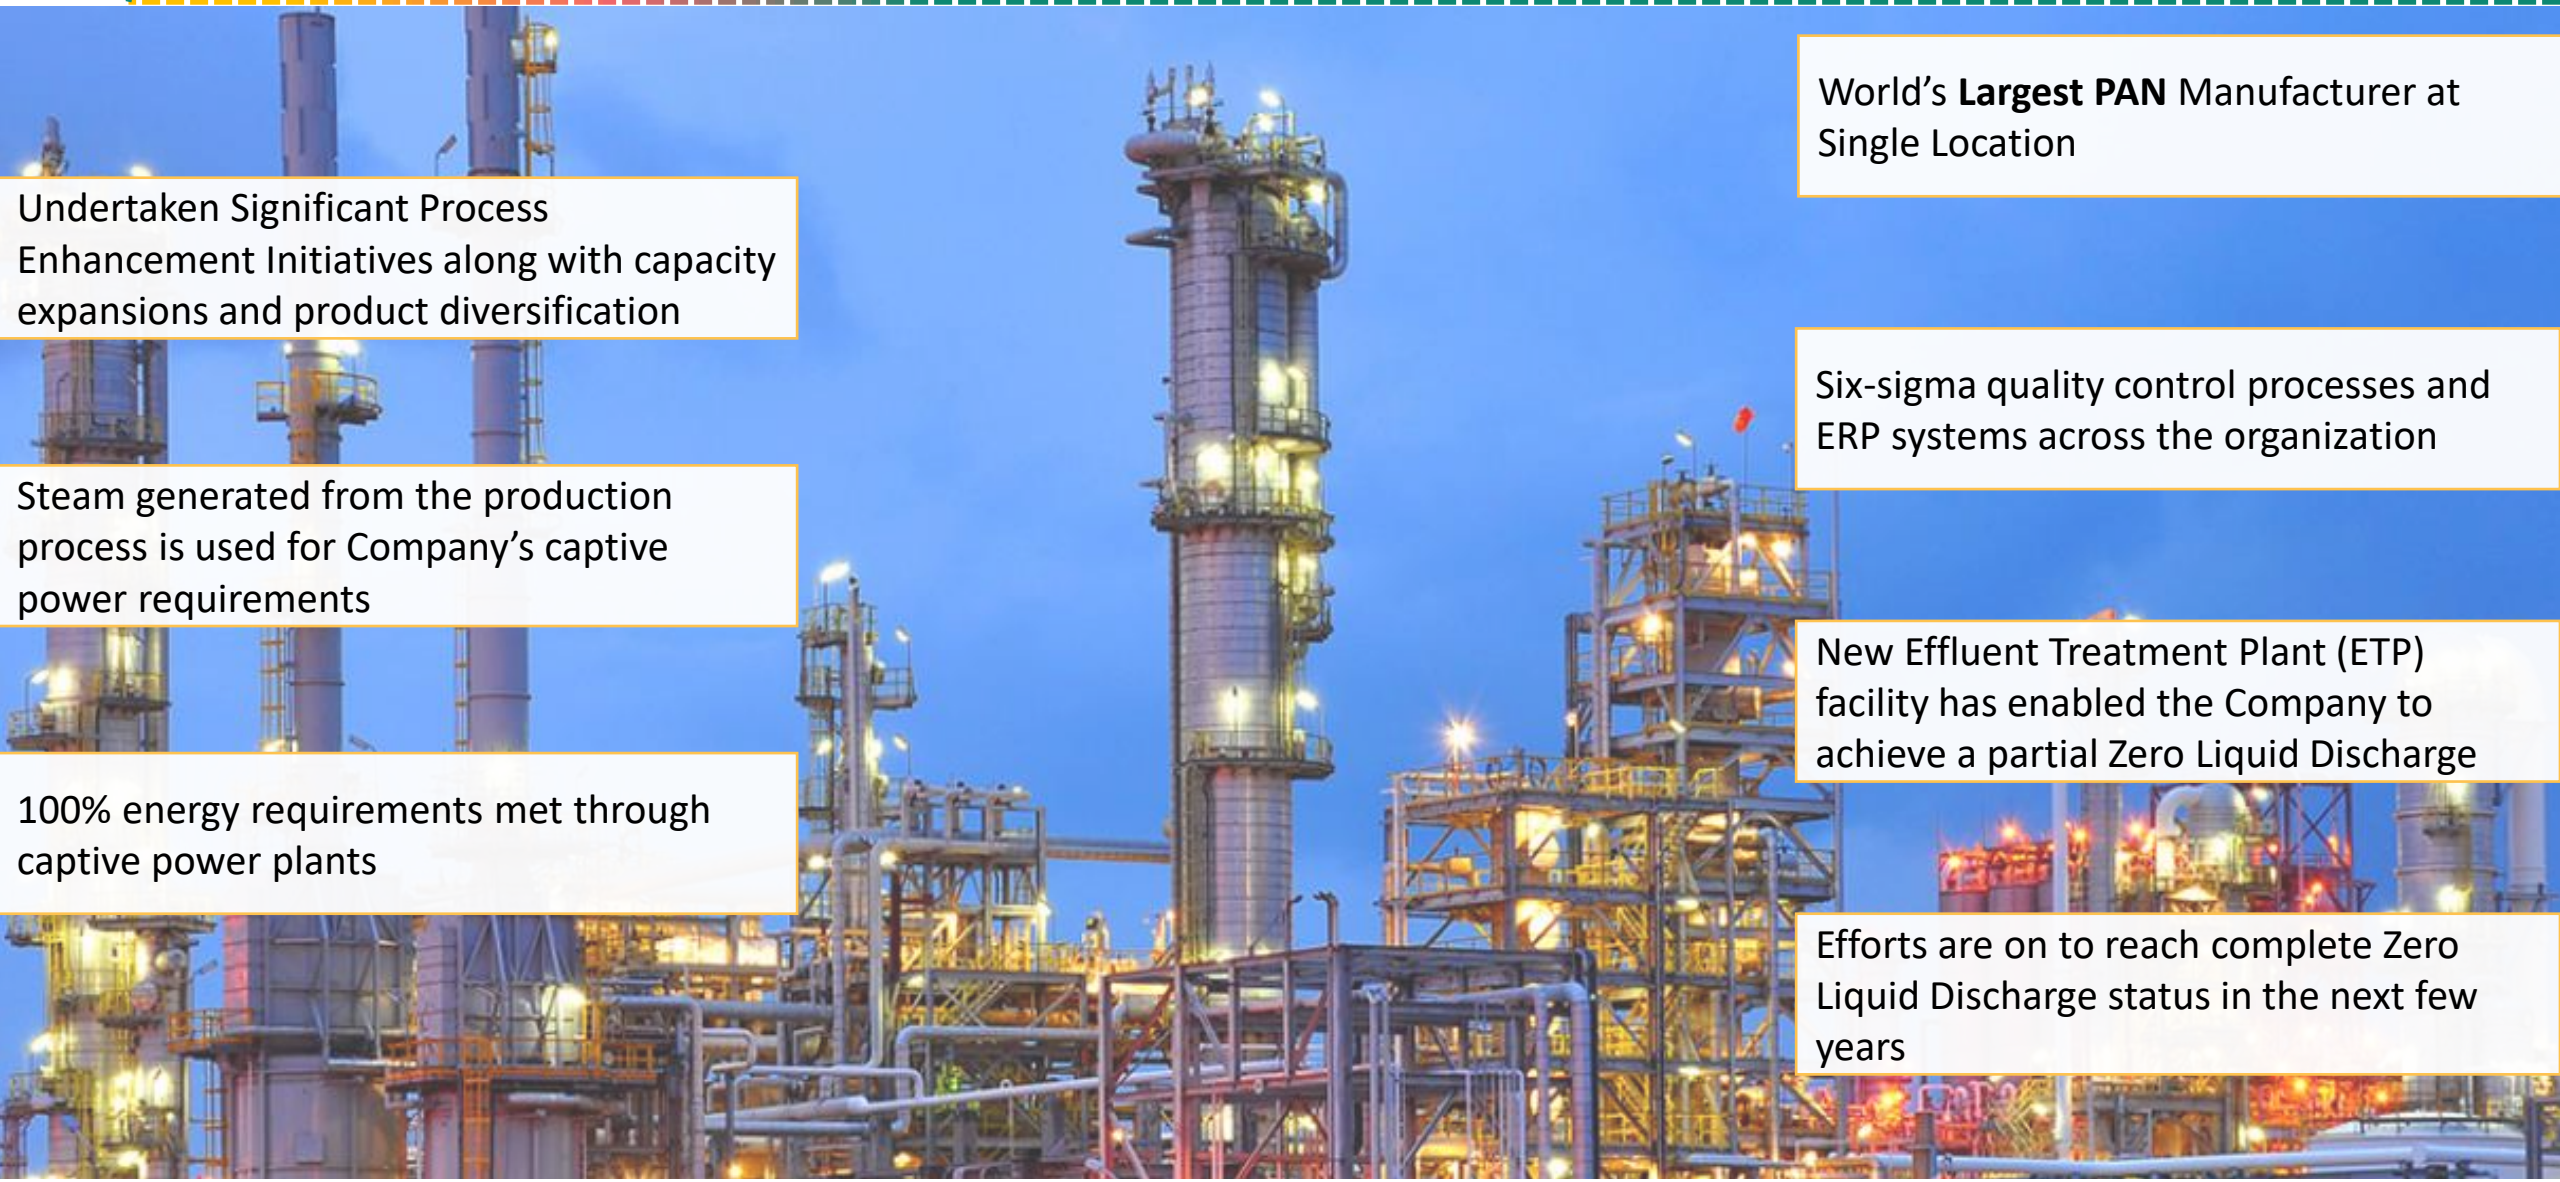 Undertaken Significant Process
Enhancement Initiatives along with capacity
expansions and product diversification
Steam generated from the production
process is used for Company’s captive
power requirements
100% energy requirements met through
captive power plants
World’s Largest PAN Manufacturer at
Single Location
Six-sigma quality control processes and
ERP systems across the organization
New Effluent Treatment Plant (ETP)
facility has enabled the Company to
achieve a partial Zero Liquid Discharge
Efforts are on to reach complete Zero
Liquid Discharge status in the next few
years